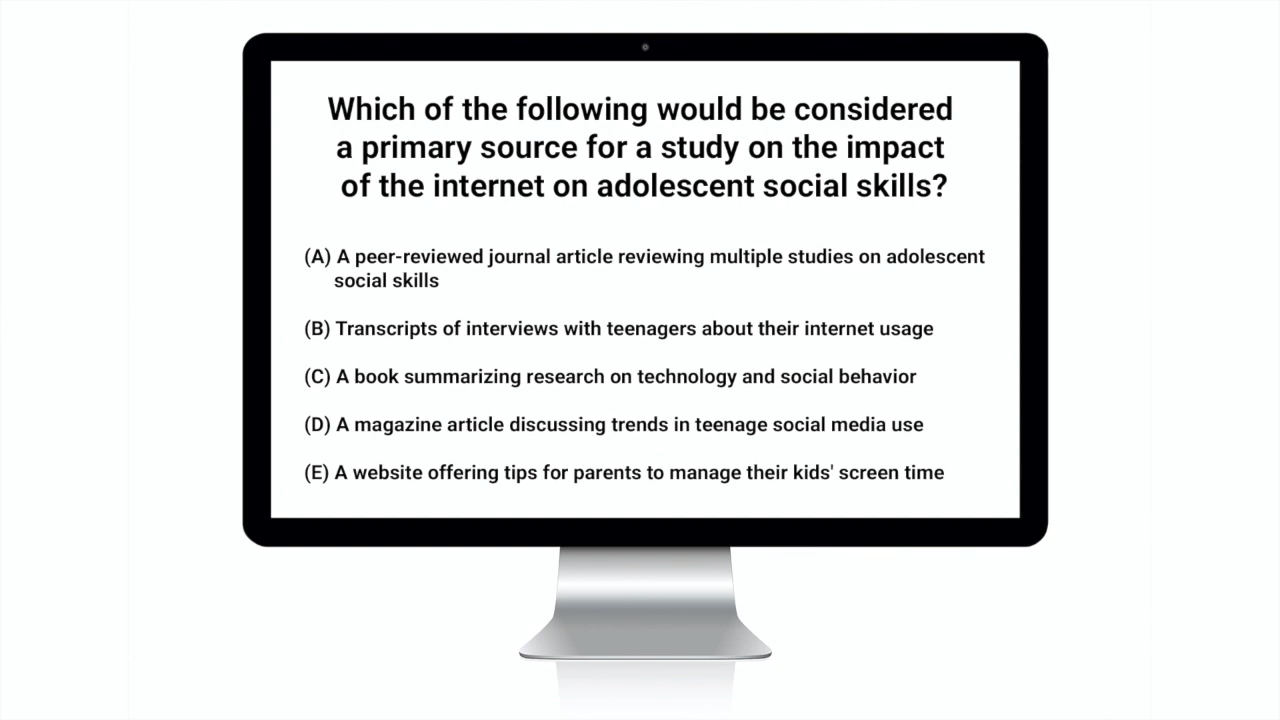 Which of the following would be considered
a primary source for a study on the impact
of the internet on adolescent social skills?
(A) A peer-reviewed journal article reviewing multiple studies on adolescent
social skills
(B) Transcripts of interviews with teenagers about their internet usage
(C) A book summarizing research on technology and social behavior
(D) A magazine article discussing trends in teenage social media use
(E) A website offering tips for parents to manage their kids' screen time